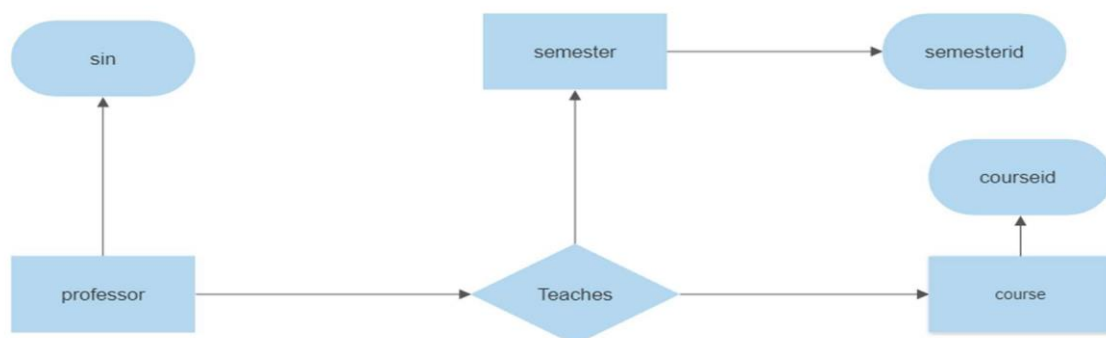 sin
semester
semesterid
courseid
professor
Teaches
course